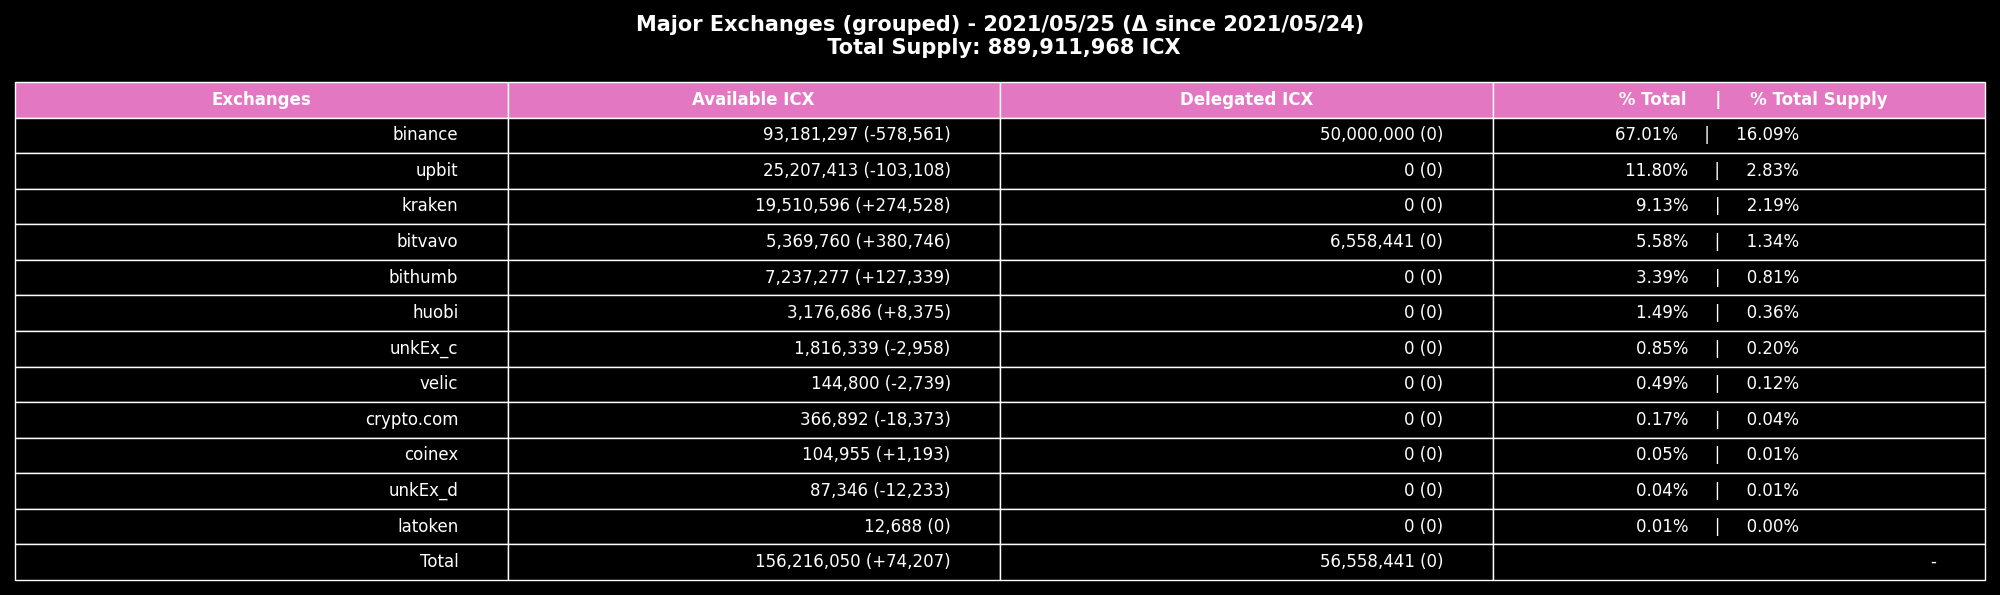 Major Exchanges (grouped) - 2021/05/25 (Δ since 2021/05/24)
Total Supply: 889,911,968 ICX
Exchanges Available ICX Delegated ICX % Total | % Total Supply
binance 93,181,297 (-578,561) 50,000,000 (0) 67.01% | 16.09%
upbit 25,207,413 (-103,108) 0 (0) 11.80% | 2.83%
kraken 19,510,596 (+274,528) 0 (0) 9.13% | 2.19%
bitvavo 5,369,760 (+380,746) 6,558,441 (0) 5.58% | 1.34%
bithumb 7,237,277 (+127,339) 0 (0) 3.39% | 0.81%
huobi 3,176,686 (+8,375) 0 (0) 1.49% | 0.36%
unkEx_c 1,816,339 (-2,958) 0 (0) 0.85% | 0.20%
velic 144,800 (-2,739) 0 (0) 0.49% | 0.12%
crypto.com 366,892 (-18,373) 0 (0) 0.17% | 0.04%
coinex 104,955 (+1,193) 0 (0) 0.05% | 0.01%
unkEx_d 87,346 (-12,233) 0 (0) 0.04% | 0.01%
latoken 12,688 (0) 0 (0) 0.01% | 0.00%
Total 156,216,050 (+74,207) 56,558,441 (0) -